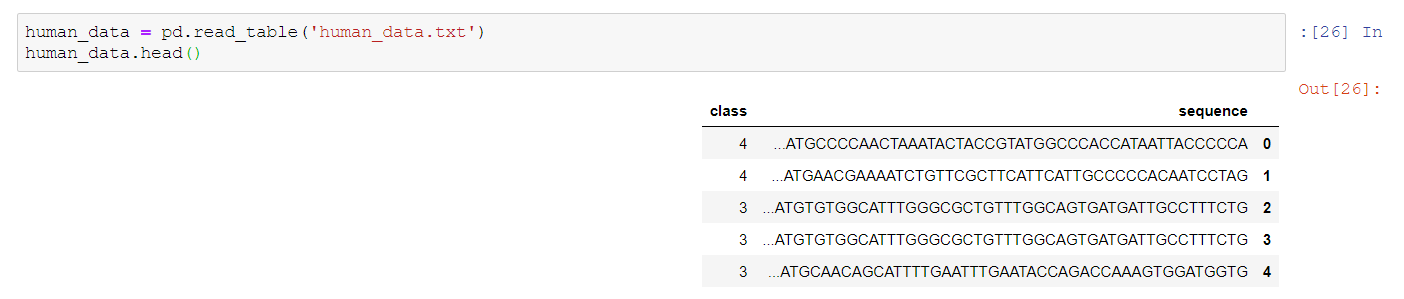 human_data = pd.read_table('human_data.txt')
human_data.head()
:[26] In
Out[26]:
class sequence
4 ...ATGCCCCAACTAAATACTACCGTATGGCCCACCATAATTACCCCCA 0
4 ...ATGAACGAAAATCTGTTCGCTTCATTCATTGCCCCCACAATCCTAG 1
3 ...ATGTGTGGCATTTGGGCGCTGTTTGGCAGTGATGATTGCCTTTCTG 2
3 ...ATGTGTGGCATTTGGGCGCTGTTTGGCAGTGATGATTGCCTTTCTG 3
3 ...ATGCAACAGCATTTTGAATTTGAATACCAGACCAAAGTGGATGGTG 4